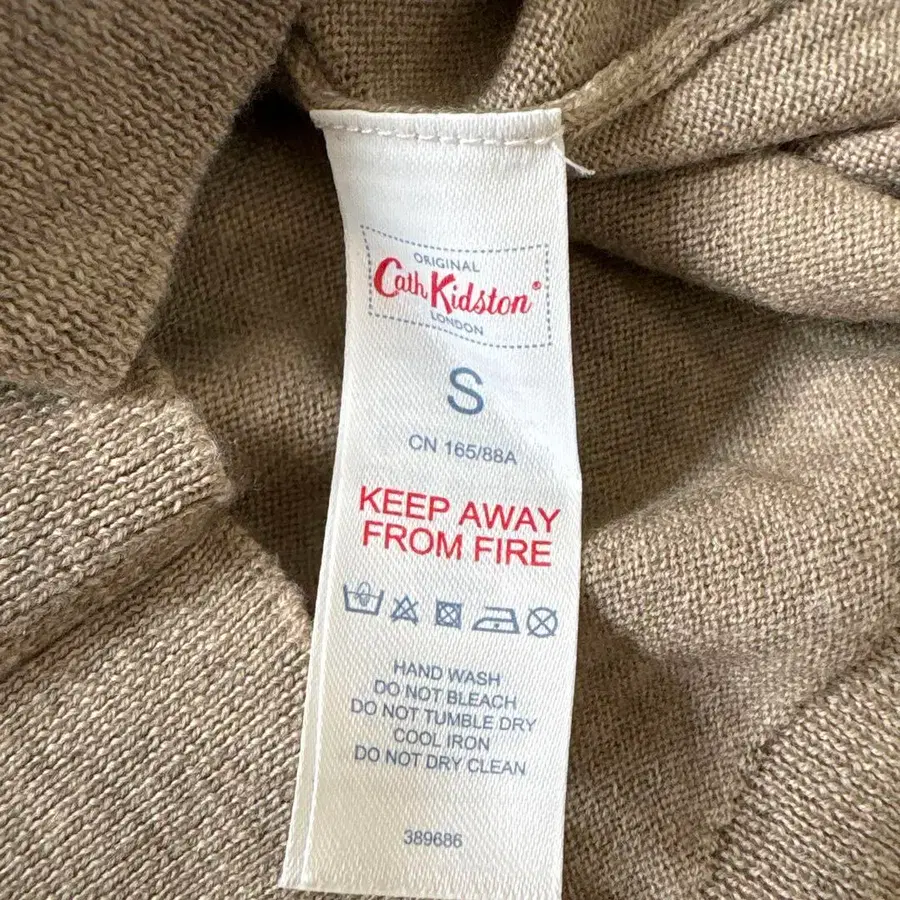 ORIGINAL
Cath Kidston®
LONDON
S
CN 165/88A
KEEP AWAY
FROM FIRE
HAND WASH
DO NOT BLEACH
DO NOT TUMBLE DRY
COOL IRON
DO NOT DRY CLEAN
389686